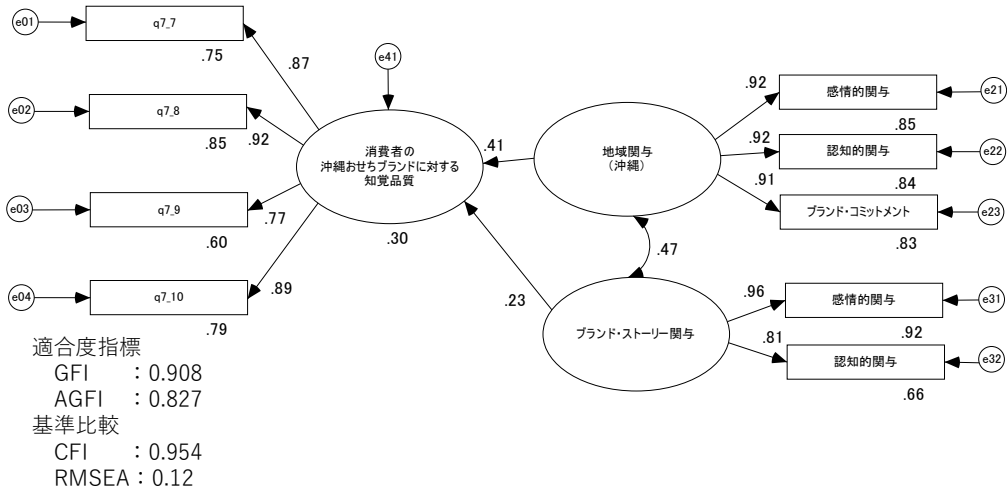 e01
q7_7
.75
.87
e02
q7_8
.85
.92
e03
q7_9
.60
.77
e04
q7_10
.79
.89
e41
消費者の
沖縄おせちブランドに対する
知覚品質
.30
.41
.23
地域関与
(沖縄)
.47
ブランド・ストーリー関与
.92
感情的関与
.85
e21
.92
認知的関与
.84
e22
.91
ブランド・コミットメント
.83
e23
.96
感情的関与
.92
e31
.81
認知的関与
.66
e32
適合度指標
GFI :0.908
AGFI :0.827
基準比較
CFI :0.954
RMSEA:0.12